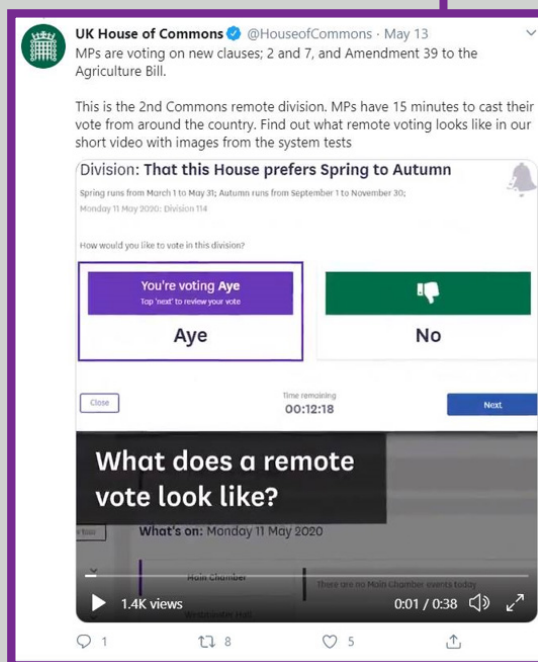 UK House of Commons @HouseofCommons · May 13
MPs are voting on new clauses; 2 and 7, and Amendment 39 to the
Agriculture Bill.
This is the 2nd Commons remote division. MPs have 15 minutes to cast their
vote from around the country. Find out what remote voting looks like in our
short video with images from the system tests
Division: That this House prefers Spring to Autumn
Spring runs from March 1 to May 31; Autumn runs from September 1 to November 30;
Monday 11 May 2020: Division 114
How would you like to vote in this division?
You're voting Aye
Tap 'next' to review your vote
Aye
No
Close
Time remaining
00:12:18
Next
What does a remote
vote look like?
What's on: Monday 11 May 2020
Main Chamber
There are no Main Chamber events today
1.4K views
0:01 / 0:38
1
8
5